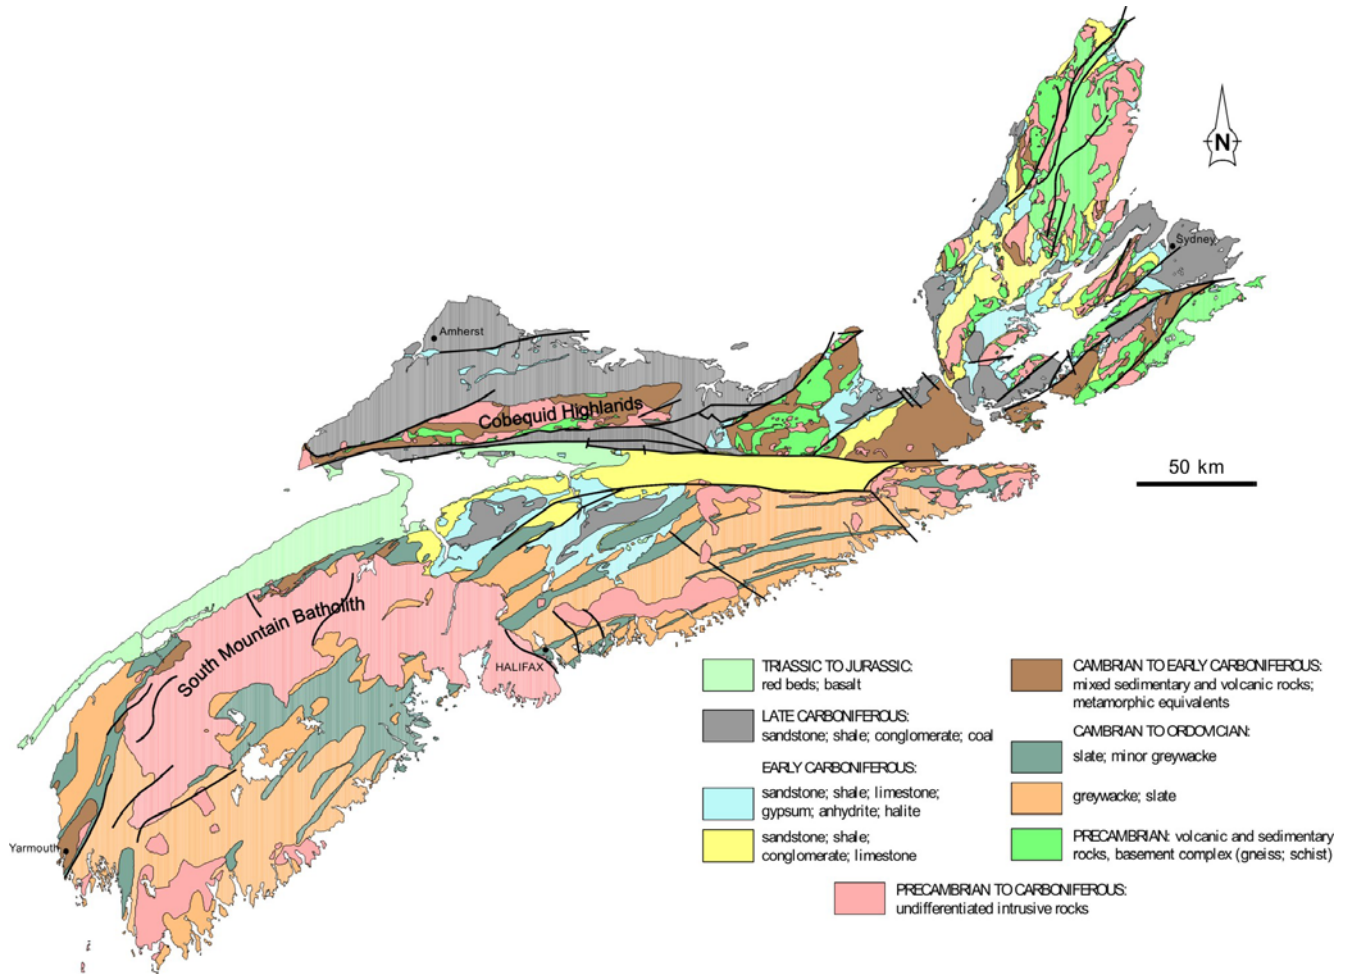 N
Sydney
Amherst
Cobequid Highlands
50 km
South Mountain Batholith
HALIFAX
Yarmouth
TRIASSIC TO JURASSIC:
red beds; basalt
LATE CARBONIFEROUS:
sandstone; shale; conglomerate; coal
EARLY CARBONIFEROUS:
sandstone; shale; limestone;
gypsum; anhydrite; halite
sandstone; shale;
conglomerate; limestone
CAMBRIAN TO EARLY CARBONIFEROUS:
mixed sedimentary and volcanic rocks;
metamorphic equivalents
CAMBRIAN TO ORDOVICIAN:
slate; minor greywacke
greywacke; slate
PRECAMBRIAN: volcanic and sedimentary
rocks, basement complex (gneiss; schist)
PRECAMBRIAN TO CARBONIFEROUS:
undifferentiated intrusive rocks